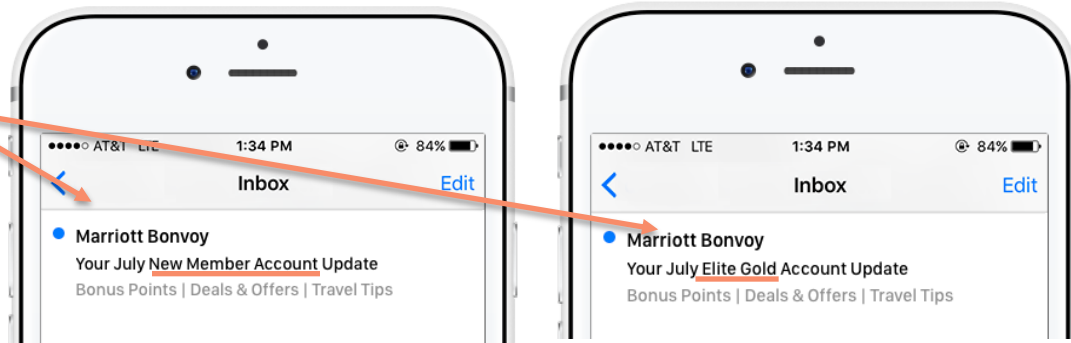 AT&T LTE 1:34 PM 84%
Inbox Edit
Marriott Bonvoy
Your July New Member Account Update
Bonus Points | Deals & Offers | Travel Tips
AT&T LTE 1:34 PM 84%
Inbox Edit
Marriott Bonvoy
Your July Elite Gold Account Update
Bonus Points | Deals & Offers | Travel Tips